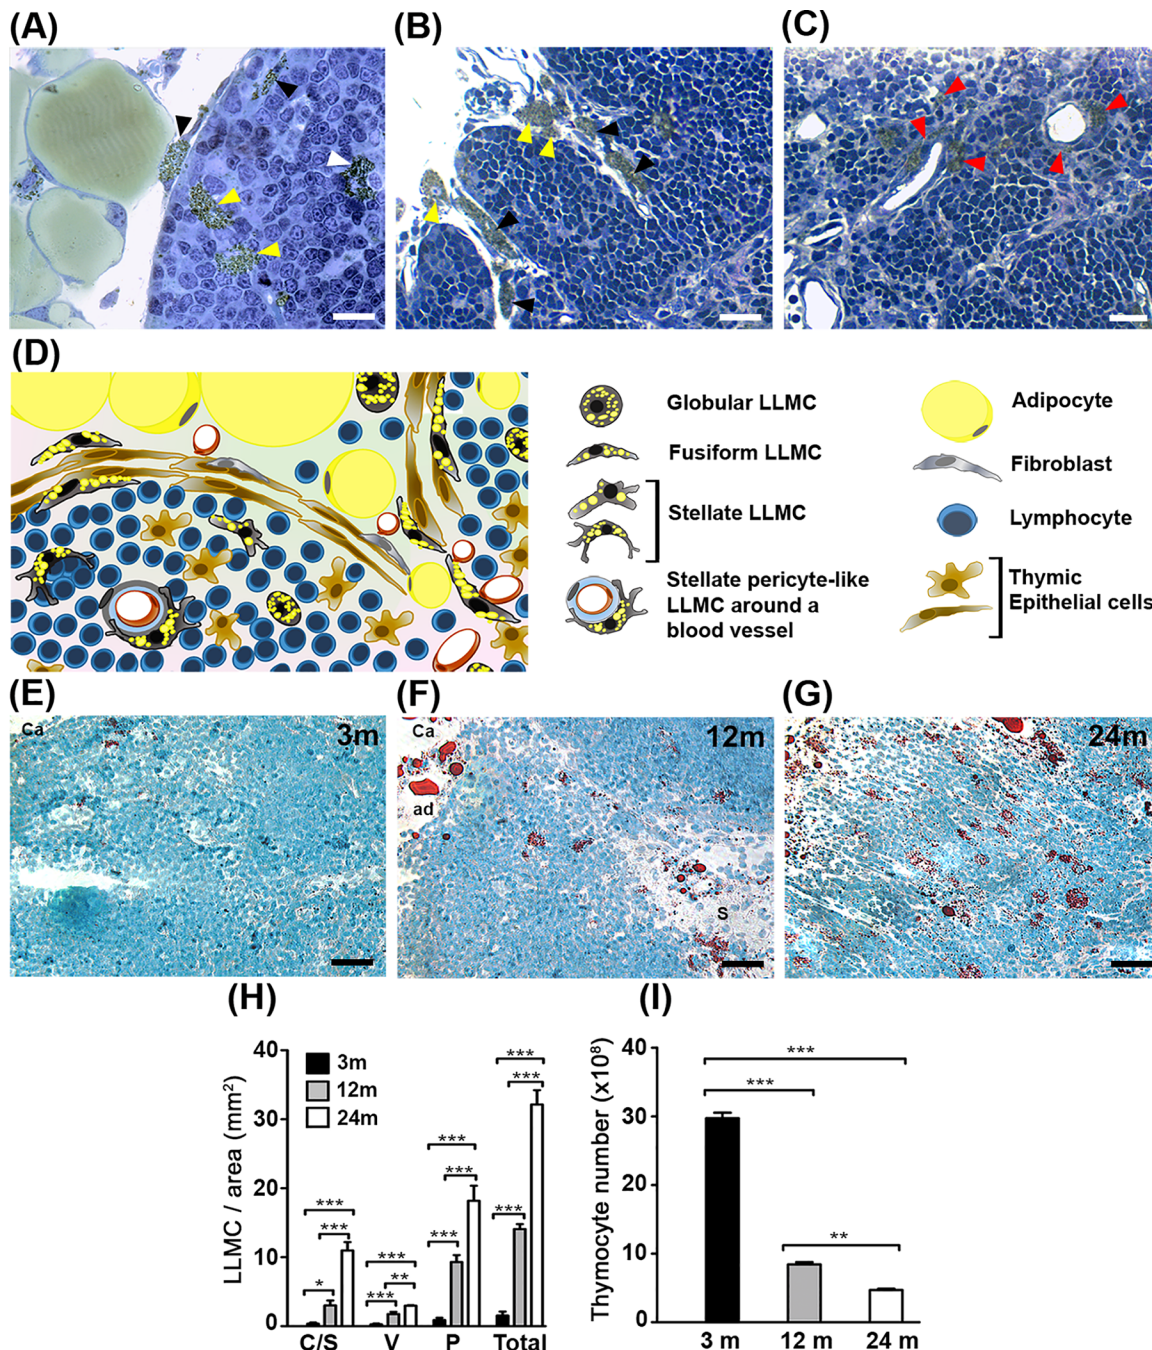 (A)
(B)
(C)
(D)
Globular LLMC
Fusiform LLMC
Stellate LLMC
Stellate pericyte-like
LLMC around a
blood vessel
Adipocyte
Fibroblast
Lymphocyte
Thymic
Epithelial cells
(E)
(F)
(G)
Ca
3m
Ca
ad
12m
S
24m
(H)
LLMC / area (mm²)
40
30
20
10
0
3m
12m
24m
***
***
*
***
**
***
***
***
***
***
***
***
C/S
V
P
Total
(I)
Thymocyte number (x10⁸)
40
30
20
10
0
***
***
**
3 m
12 m
24 m